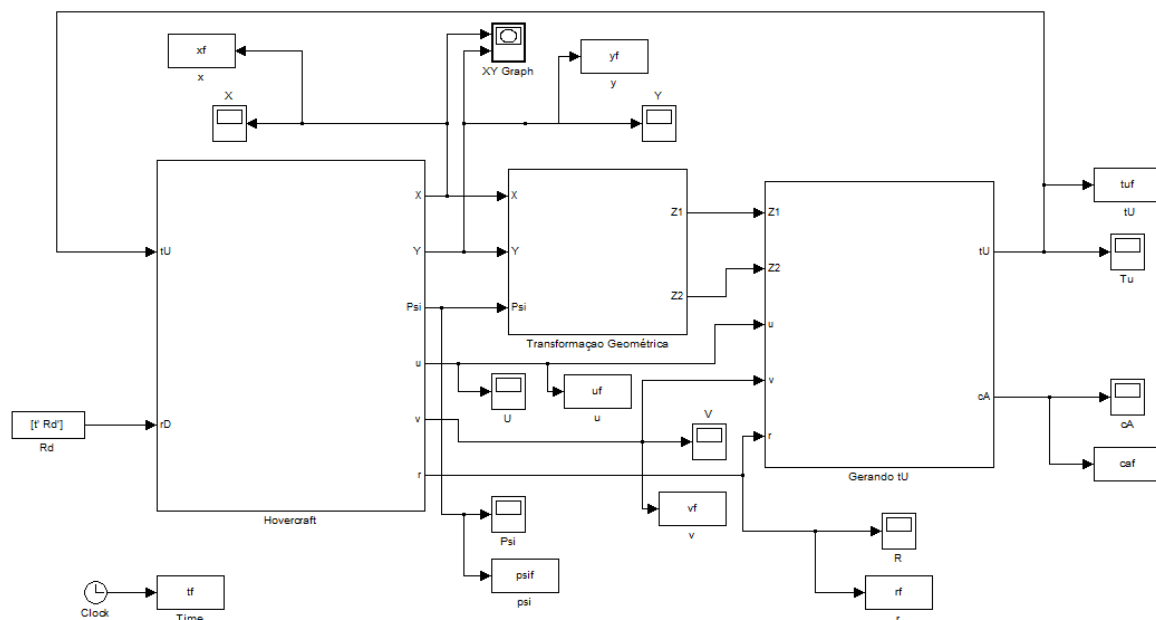 xf
x
XY Graph
yf
y
X
Y
X
Y
Psi
u
v
r
tU
rD
Hovercraft
X
Y
Psi
Z1
Z2
Transformaçao Geométrica
Z1
Z2
u
v
r
tU
cA
Gerando tU
tuf
tU
Tu
cA
caf
[t' Rd']
Rd
U
uf
u
V
vf
v
Psi
psif
psi
R
rf
r
Clock
tf
Time